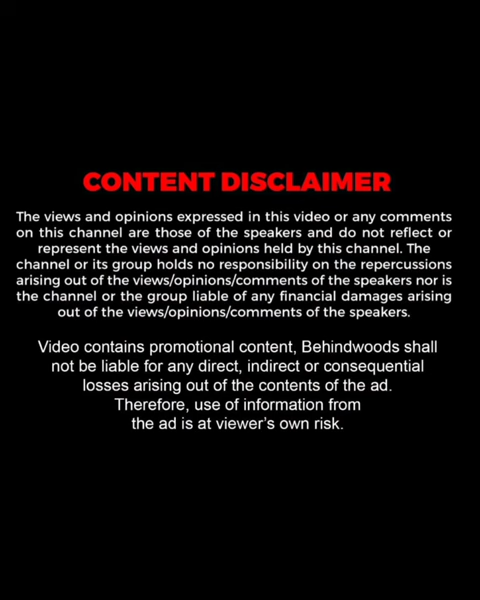 CONTENT DISCLAIMER
The views and opinions expressed in this video or any comments
on this channel are those of the speakers and do not reflect or
represent the views and opinions held by this channel. The
channel or its group holds no responsibility on the repercussions
arising out of the views/opinions/comments of the speakers nor is
the channel or the group liable of any financial damages arising
out of the views/opinions/comments of the speakers.
Video contains promotional content, Behindwoods shall
not be liable for any direct, indirect or consequential
losses arising out of the contents of the ad.
Therefore, use of information from
the ad is at viewer's own risk.